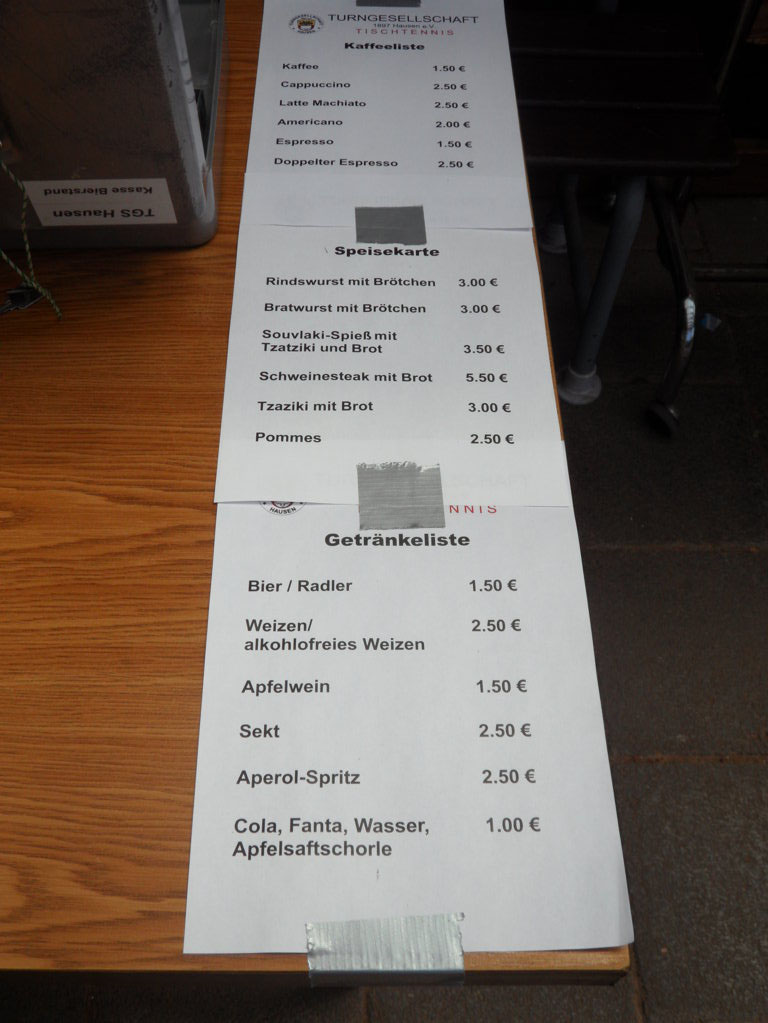 TURNGESELLSCHAFT
1897 Hausen e.V.
TISCHTENNIS
HAUSEN
Kaffeeliste
Kaffee 1.50 €
Cappuccino 2.50 €
Latte Machiato 2.50 €
Americano 2.00 €
Espresso 1.50 €
Doppelter Espresso 2.50 €
TGS Hausen
Kasse Bierstand
Speisekarte
Rindswurst mit Brötchen 3.00 €
Bratwurst mit Brötchen 3.00 €
Souvlaki-Spieß mit
Tzatziki und Brot 3.50 €
Schweinesteak mit Brot 5.50 €
Tzaziki mit Brot 3.00 €
Pommes 2.50 €
HAUSEN
NNIS
Getränkeliste
Bier / Radler 1.50 €
Weizen/ 2.50 €
alkohlofreies Weizen
Apfelwein 1.50 €
Sekt 2.50 €
Aperol-Spritz 2.50 €
Cola, Fanta, Wasser, 1.00 €
Apfelsaftschorle